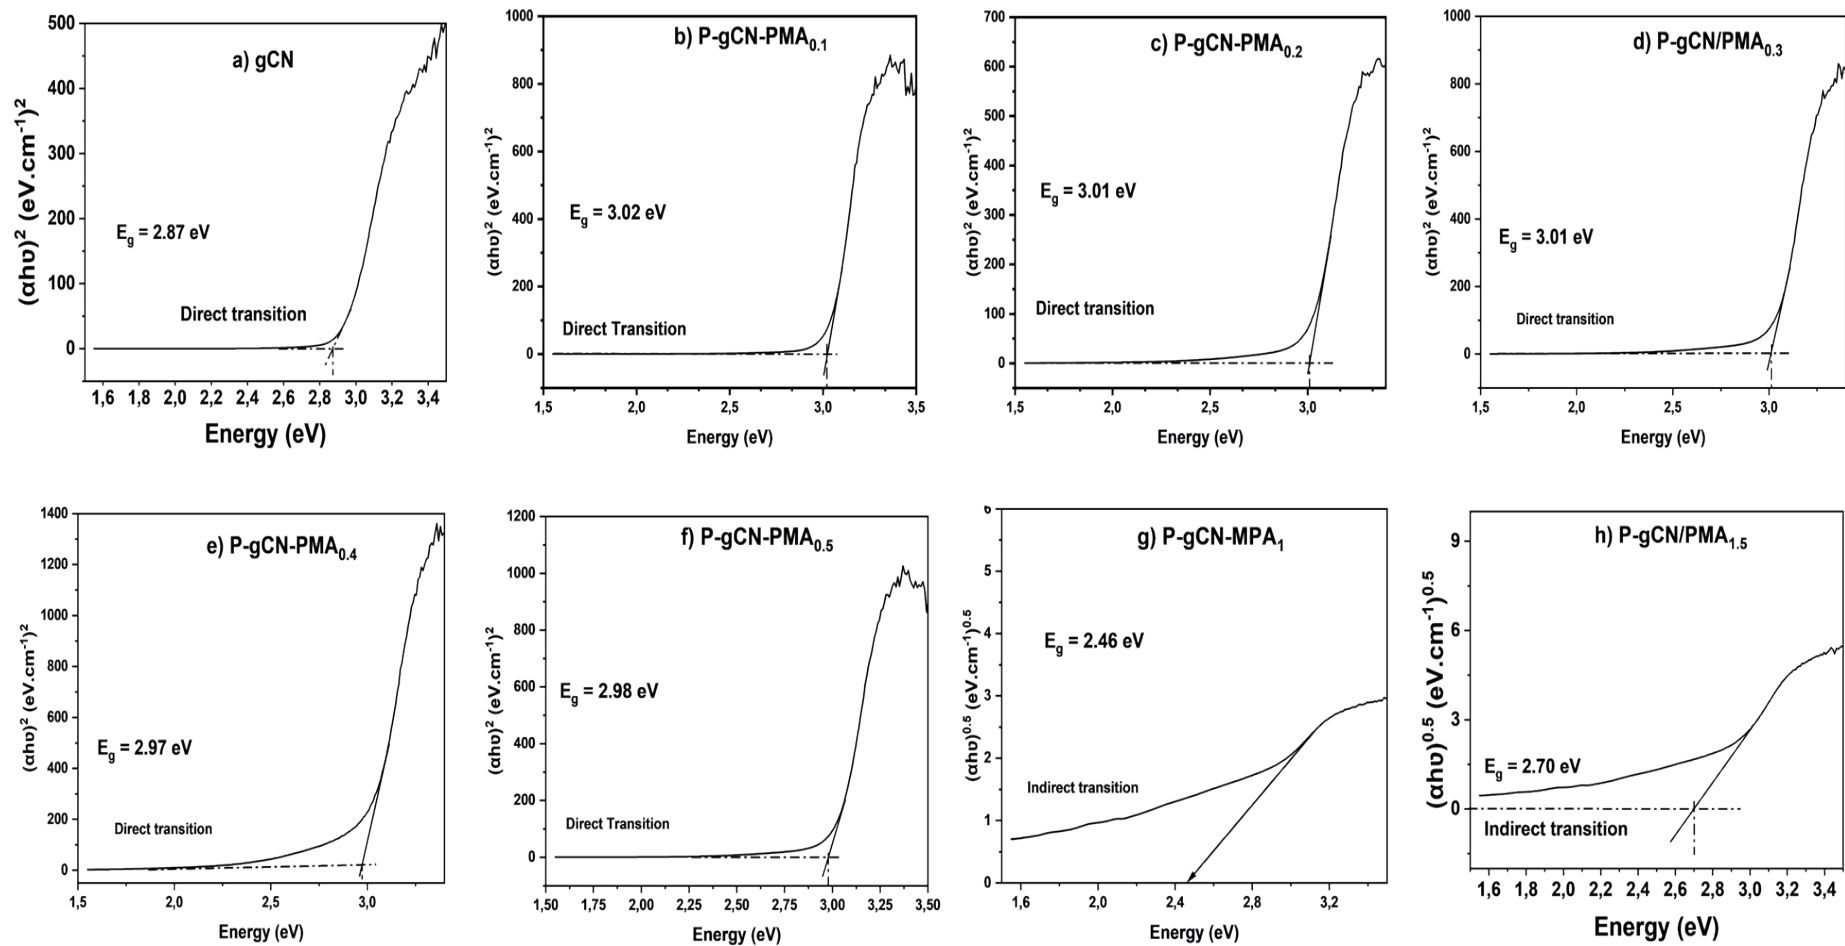 a) gCN
(αhυ)² (eV.cm⁻¹)²
500
400
300
200
100
0
E_g = 2.87 eV
Direct transition
1,6 1,8 2,0 2,2 2,4 2,6 2,8 3,0 3,2 3,4
Energy (eV)
b) P-gCN-PMA₀.₁
(αhυ)² (eV.cm⁻¹)²
1000
800
600
400
200
0
E_g = 3.02 eV
Direct Transition
1,5 2,0 2,5 3,0 3,5
Energy (eV)
c) P-gCN-PMA₀.₂
(αhυ)² (eV.cm⁻¹)²
700
600
500
400
300
200
100
0
E_g = 3.01 eV
Direct transition
1,5 2,0 2,5 3,0
Energy (eV)
d) P-gCN/PMA₀.₃
(αhυ)² (eV.cm⁻¹)²
1000
800
600
400
200
0
E_g = 3.01 eV
Direct transition
1,5 2,0 2,5 3,0
Energy (eV)
e) P-gCN-PMA₀.₄
(αhυ)² (eV.cm⁻¹)²
1400
1200
1000
800
600
400
200
0
E_g = 2.97 eV
Direct transition
2,0 2,5 3,0
Energy (eV)
f) P-gCN-PMA₀.₅
(αhυ)² (eV.cm⁻¹)²
1200
1000
800
600
400
200
0
E_g = 2.98 eV
Direct Transition
1,50 1,75 2,00 2,25 2,50 2,75 3,00 3,25 3,50
Energy (eV)
g) P-gCN-MPA₁
(αhυ)⁰·⁵ (eV.cm⁻¹)⁰·⁵
6
5
4
3
2
1
0
E_g = 2.46 eV
Indirect transition
1,6 2,0 2,4 2,8 3,2
Energy (eV)
h) P-gCN/PMA₁.₅
(αhυ)⁰·⁵ (eV.cm⁻¹)⁰·⁵
9
6
3
0
E_g = 2.70 eV
Indirect transition
1,6 1,8 2,0 2,2 2,4 2,6 2,8 3,0 3,2 3,4
Energy (eV)